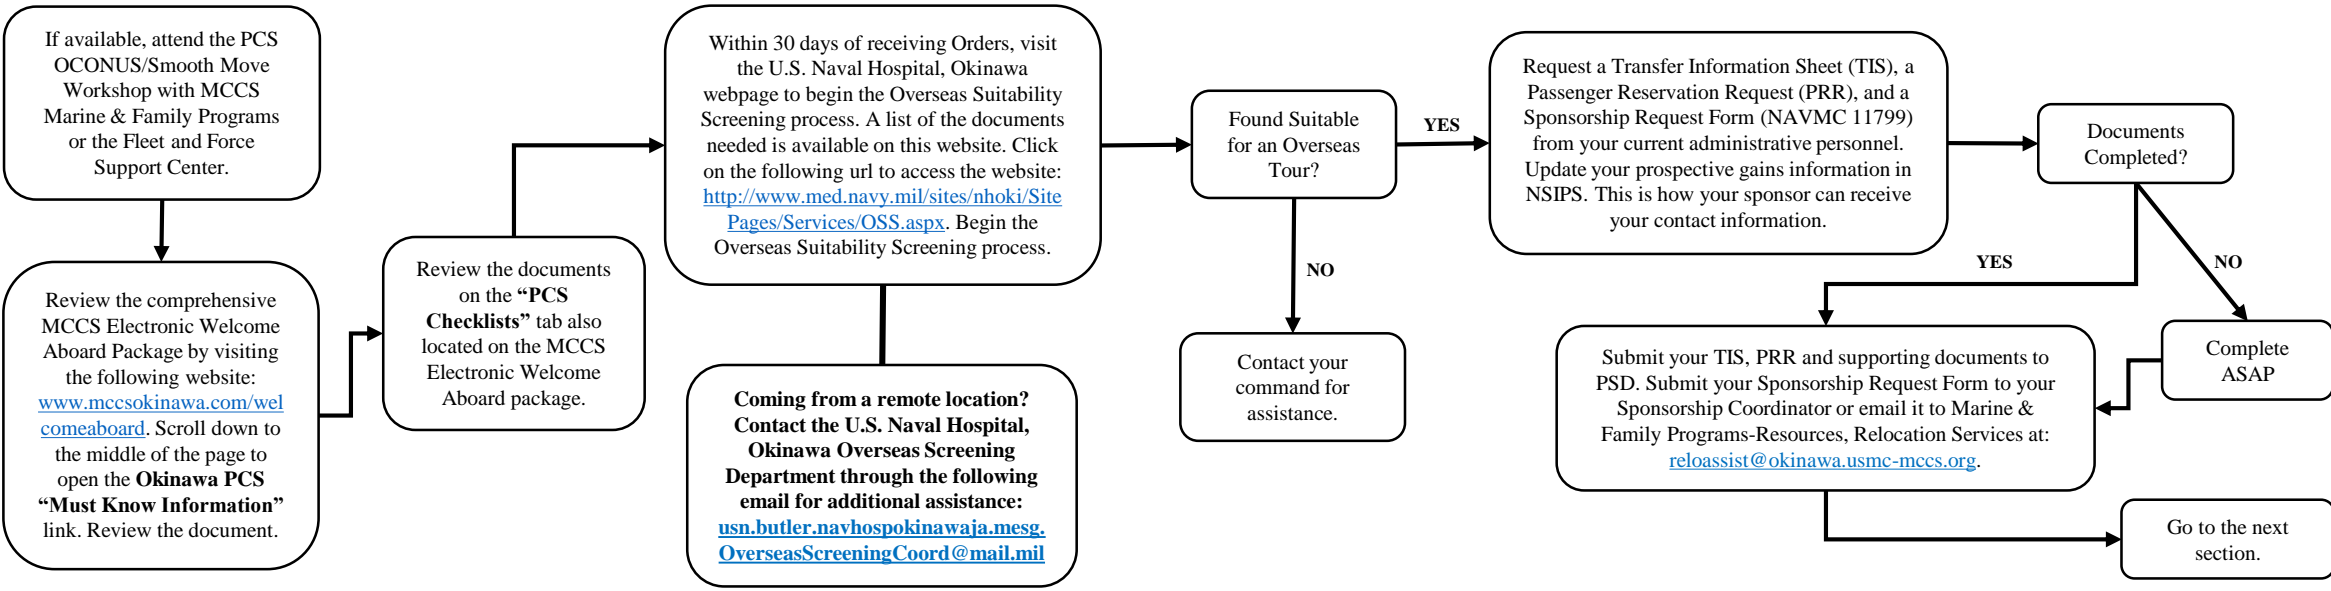 If available, attend the PCS
OCONUS/Smooth Move
Workshop with MCCS
Marine & Family Programs
or the Fleet and Force
Support Center.
Review the comprehensive
MCCS Electronic Welcome
Aboard Package by visiting
the following website:
www.mccsokinawa.com/wel
comeaboard. Scroll down to
the middle of the page to
open the Okinawa PCS
“Must Know Information”
link. Review the document.
Review the documents
on the “PCS
Checklists” tab also
located on the MCCS
Electronic Welcome
Aboard package.
Within 30 days of receiving Orders, visit
the U.S. Naval Hospital, Okinawa
webpage to begin the Overseas Suitability
Screening process. A list of the documents
needed is available on this website. Click
on the following url to access the website:
http://www.med.navy.mil/sites/nhoki/Site
Pages/Services/OSS.aspx. Begin the
Overseas Suitability Screening process.
Coming from a remote location?
Contact the U.S. Naval Hospital,
Okinawa Overseas Screening
Department through the following
email for additional assistance:
usn.butler.navhospokinawaja.mesg.
OverseasScreeningCoord@mail.mil
Found Suitable
for an Overseas
Tour?
YES
NO
Contact your
command for
assistance.
Request a Transfer Information Sheet (TIS), a
Passenger Reservation Request (PRR), and a
Sponsorship Request Form (NAVMC 11799)
from your current administrative personnel.
Update your prospective gains information in
NSIPS. This is how your sponsor can receive
your contact information.
Documents
Completed?
YES
NO
Complete
ASAP
Submit your TIS, PRR and supporting documents to
PSD. Submit your Sponsorship Request Form to your
Sponsorship Coordinator or email it to Marine &
Family Programs-Resources, Relocation Services at:
reloassist@okinawa.usmc-mccs.org.
Go to the next
section.